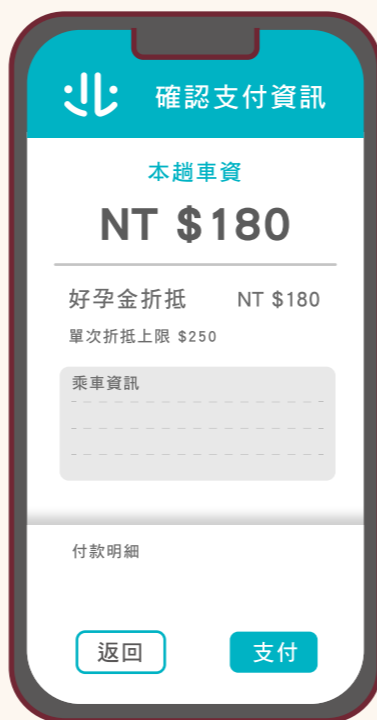 確認支付資訊
本趟車資
NT $180
好孕金折抵 NT $180
單次折抵上限 $250
乘車資訊
付款明細
返回 支付